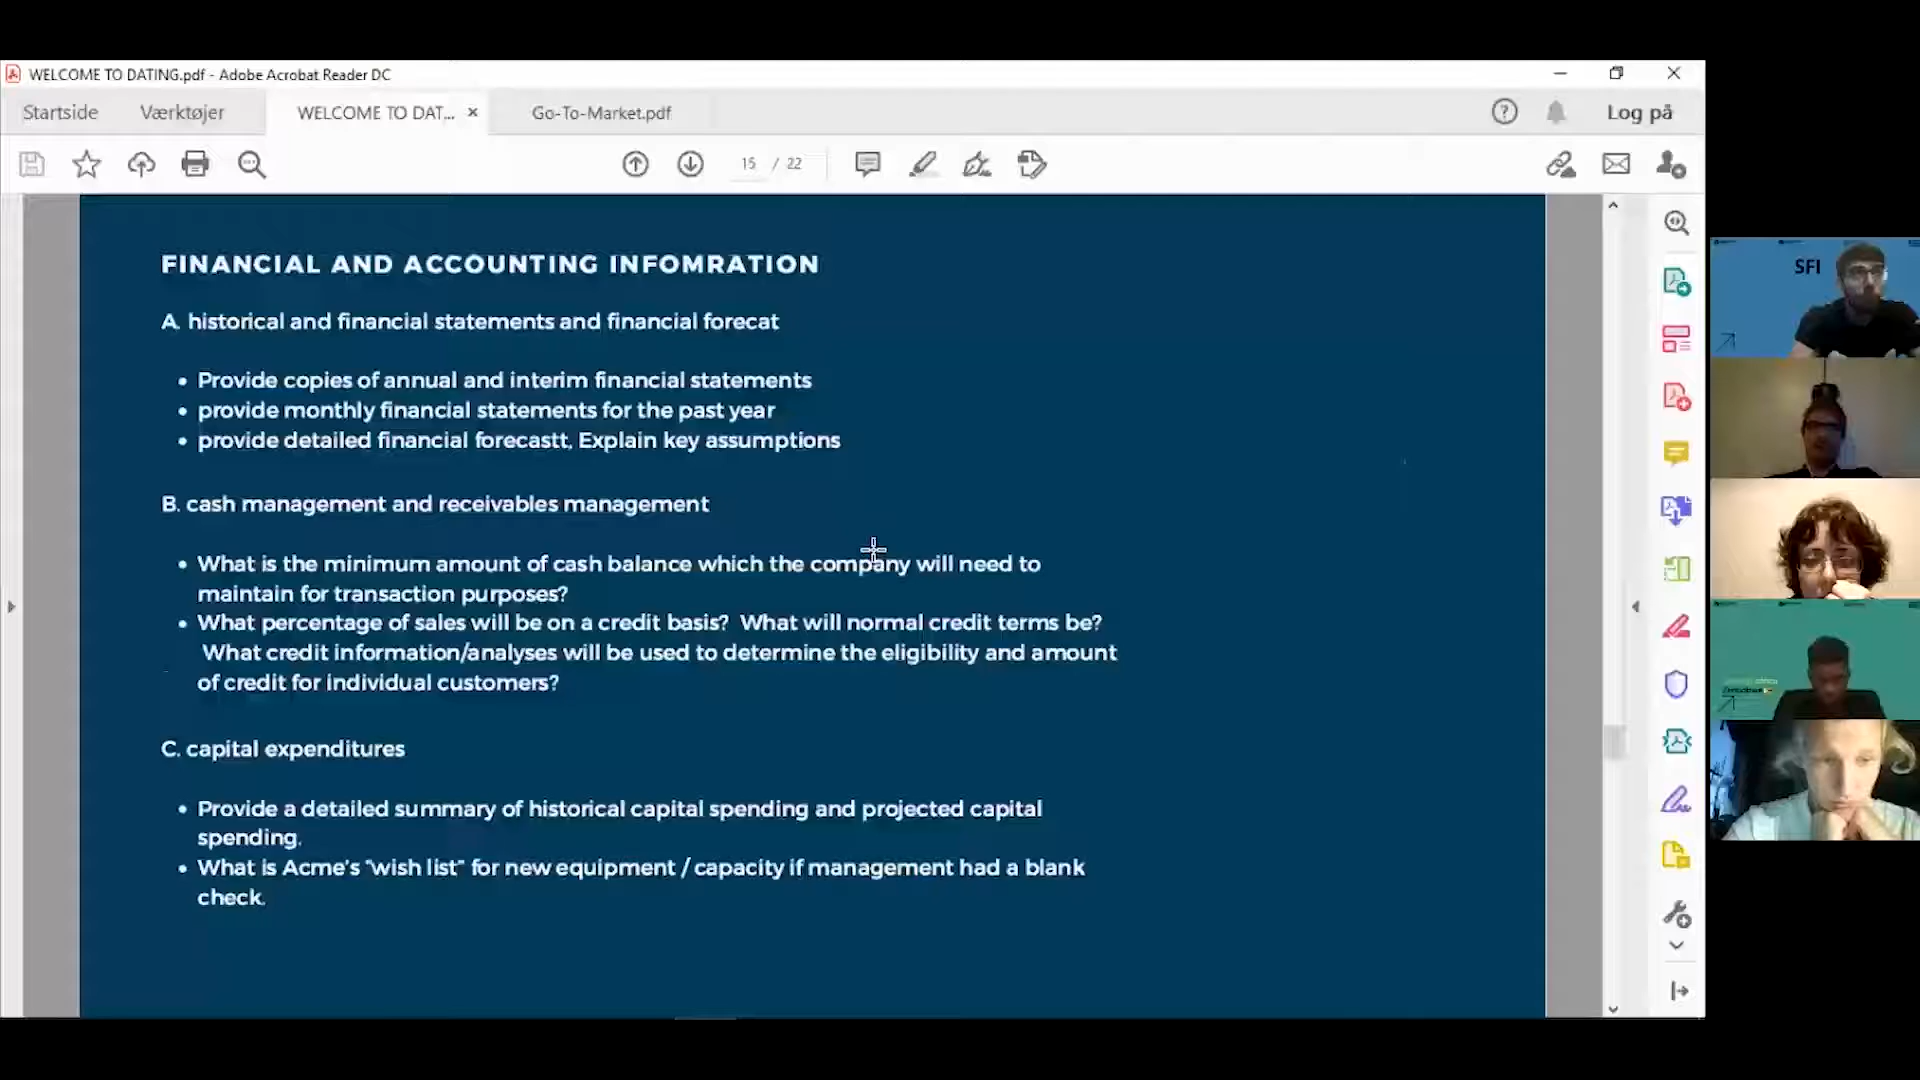 WELCOME TO DATING.pdf - Adobe Acrobat Reader DC
Startside
Værktøjer
WELCOME TO DAT...
Go-To-Market.pdf
Log på
15 / 22
FINANCIAL AND ACCOUNTING INFOMRATION
A. historical and financial statements and financial forecat
• Provide copies of annual and interim financial statements
• provide monthly financial statements for the past year
• provide detailed financial forecastt, Explain key assumptions
B. cash management and receivables management
• What is the minimum amount of cash balance which the company will need to
maintain for transaction purposes?
• What percentage of sales will be on a credit basis? What will normal credit terms be?
What credit information/analyses will be used to determine the eligibility and amount
of credit for individual customers?
C. capital expenditures
• Provide a detailed summary of historical capital spending and projected capital
spending.
• What is Acme's "wish list" for new equipment / capacity if management had a blank
check.
SFI